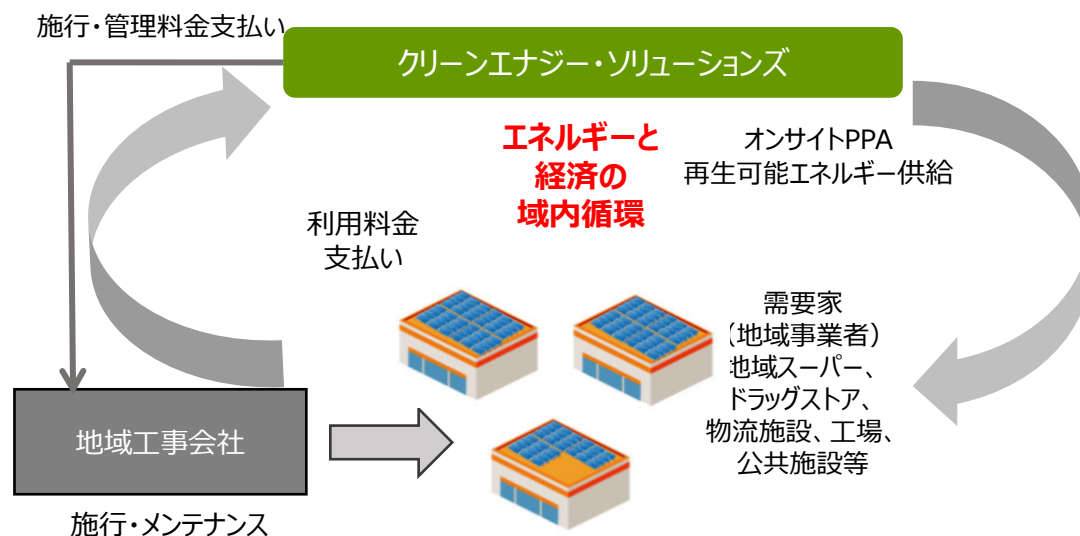 施行・管理料金支払い
クリーンエナジー・ソリューションズ
エネルギーと
経済の
域内循環
オンサイトPPA
再生可能エネルギー供給
利用料金
支払い
需要家
（地域事業者）
地域スーパー、
ドラッグストア、
物流施設、工場、
公共施設等
地域工事会社
施行・メンテナンス